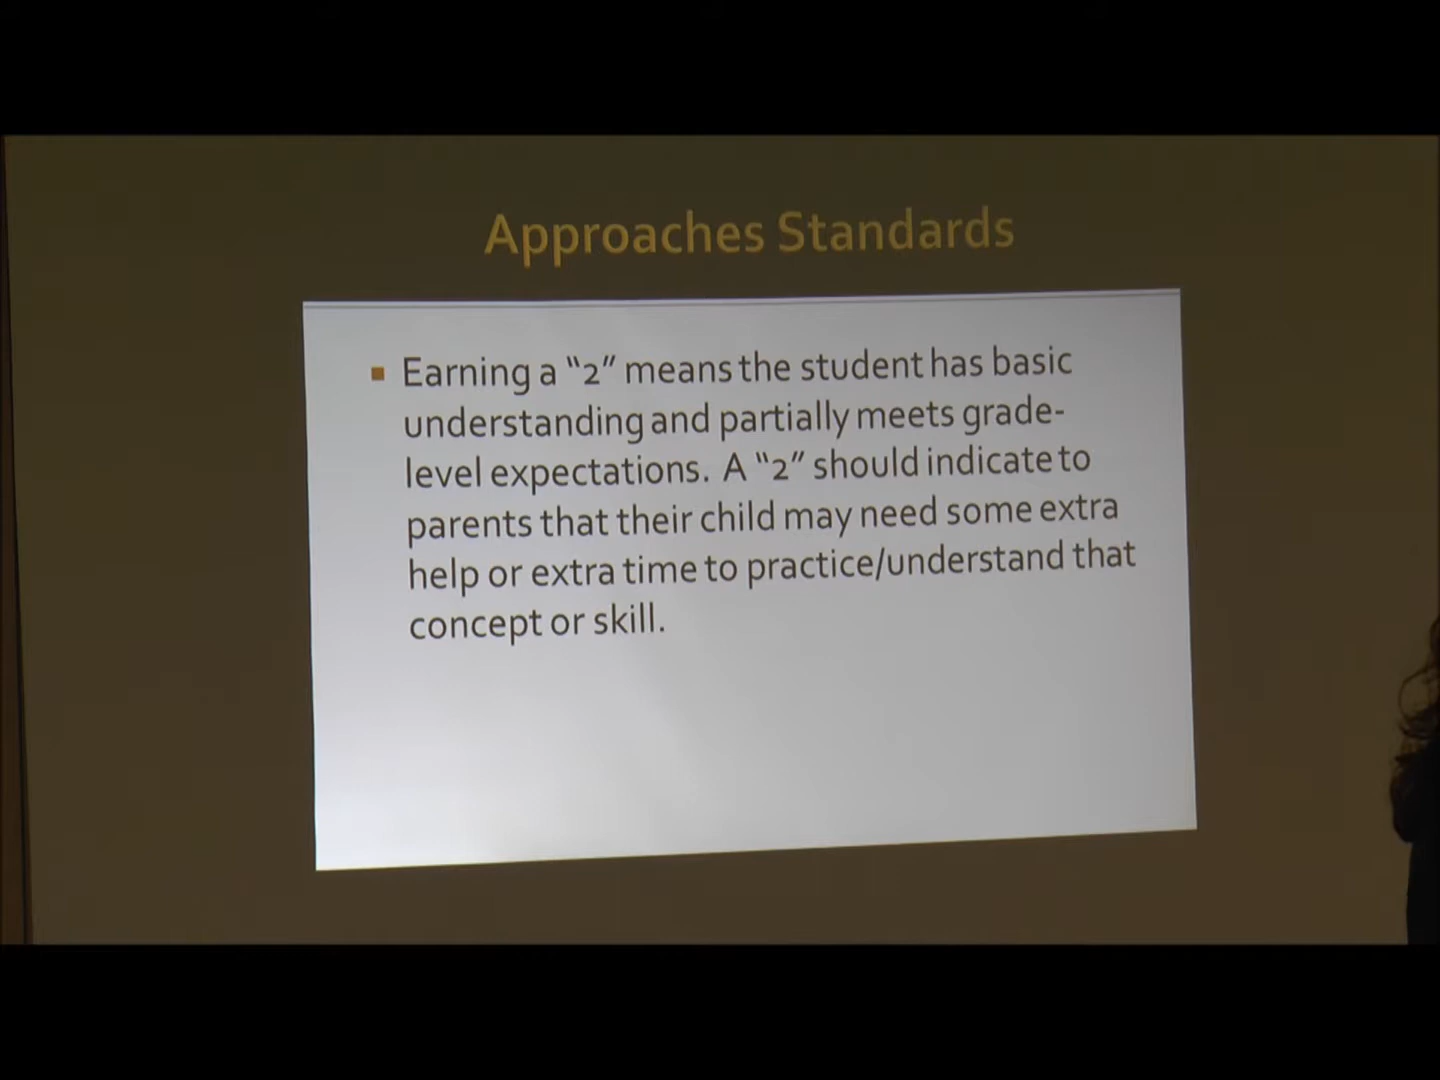 Approaches Standards
Earning a “2” means the student has basic
understanding and partially meets grade-
level expectations. A “2” should indicate to
parents that their child may need some extra
help or extra time to practice/understand that
concept or skill.